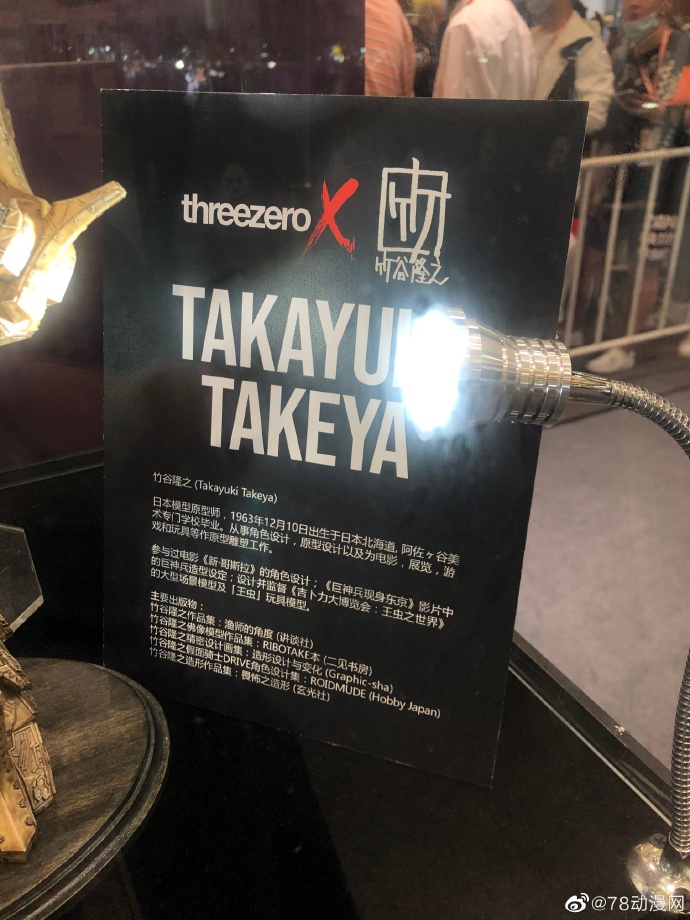 threezero X
竹谷隆之
TAKAYU
TAKEYA
竹谷隆之 (Takayuki Takeya)
日本模型原型师，1963年12月10日出生于日本北海道, 阿佐ヶ谷美
术专门学校毕业。从事角色设计，原型设计以及为电影，展览，游
戏和玩具等作原型雕塑工作。
参与过电影《新·哥斯拉》的角色设计；《巨神兵现身东京》影片中
的巨神兵造型设定；设计并监督《吉卜力大博览会：王虫之世界》
的大型场景模型及「王虫」玩具模型。
主要出版物：
竹谷隆之作品集：渔师的角度 (讲谈社)
竹谷隆之佛像模型作品集：RIBOTAKE本 (二见书房)
竹谷隆之精密设计画集：造形设计与变化 (Graphic-sha)
竹谷隆之假面骑士DRIVE角色设计集：ROIDMUDE (Hobby Japan)
竹谷隆之造形作品集：畏怖之造形 (玄光社)
@78动漫网